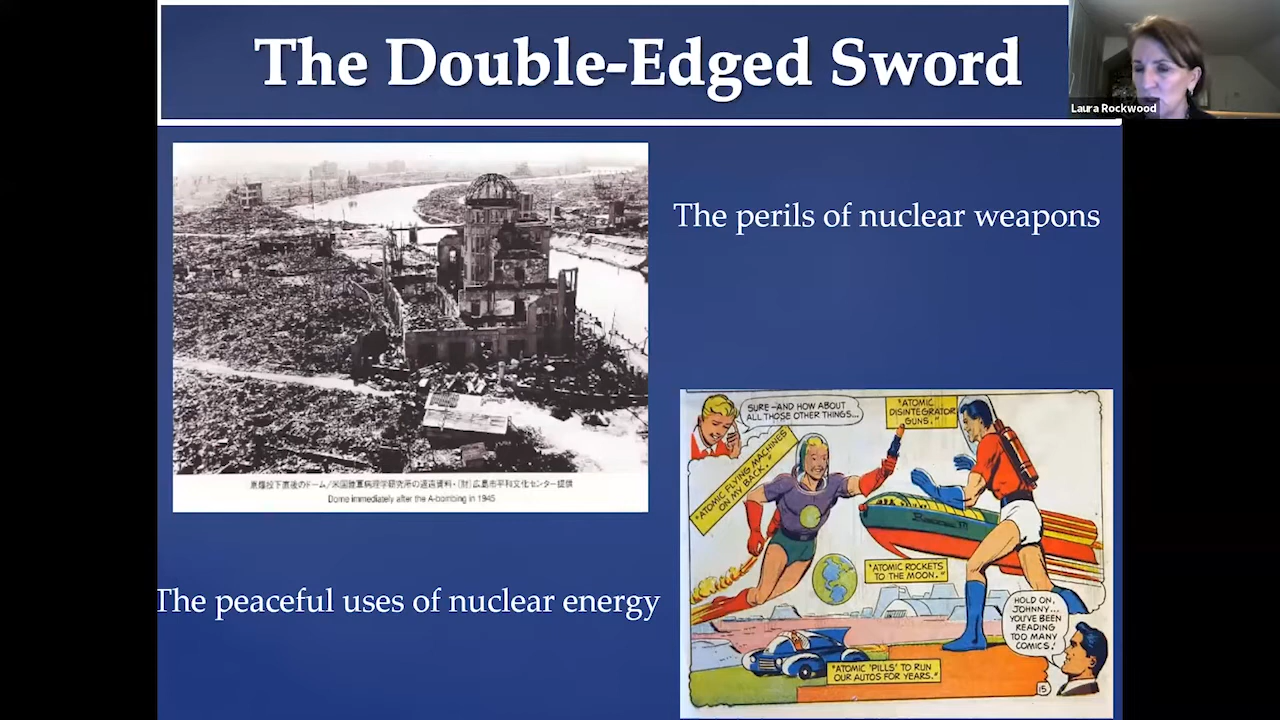 The Double-Edged Sword
Laura Rockwood
The perils of nuclear weapons
原爆投下直後のドーム/米国陸軍病理学研究所の返還資料・(財)広島市平和文化センター提供
Dome immediately after the A-bombing in 1945
The peaceful uses of nuclear energy
SURE—AND HOW ABOUT
ALL THOSE OTHER THINGS...
"ATOMIC
DISINTEGRATOR
GUNS."
"ATOMIC FLYING MACHINES
ON MY BACK."
"ATOMIC ROCKETS
TO THE MOON."
HOLD ON,
JOHNNY...
YOU'VE BEEN
READING
TOO MANY
COMICS!
"ATOMIC 'PILLS' TO RUN
OUR AUTOS FOR YEARS."
15